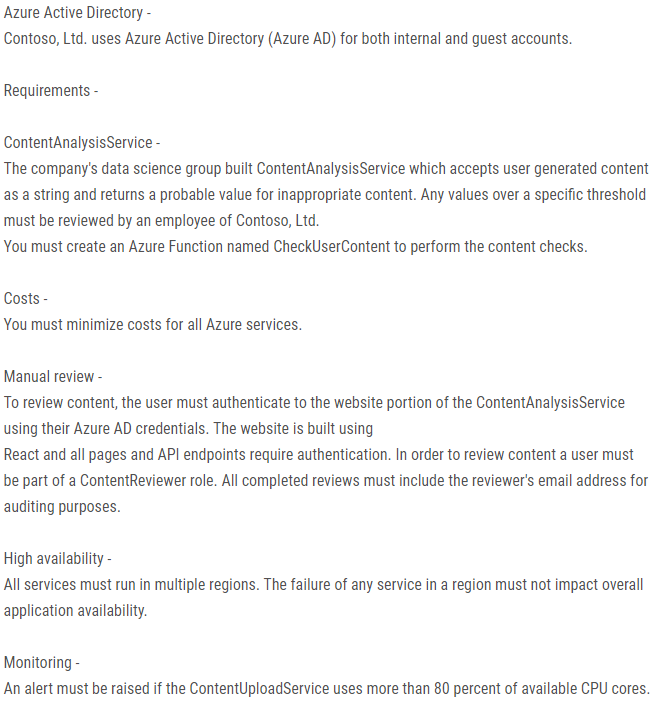 Azure Active Directory -
Contoso, Ltd. uses Azure Active Directory (Azure AD) for both internal and guest accounts.
Requirements -
ContentAnalysisService -
The company's data science group built ContentAnalysisService which accepts user generated content
as a string and returns a probable value for inappropriate content. Any values over a specific threshold
must be reviewed by an employee of Contoso, Ltd.
You must create an Azure Function named CheckUserContent to perform the content checks.
Costs -
You must minimize costs for all Azure services.
Manual review -
To review content, the user must authenticate to the website portion of the ContentAnalysisService
using their Azure AD credentials. The website is built using
React and all pages and API endpoints require authentication. In order to review content a user must
be part of a ContentReviewer role. All completed reviews must include the reviewer's email address for
auditing purposes.
High availability -
All services must run in multiple regions. The failure of any service in a region must not impact overall
application availability.
Monitoring -
An alert must be raised if the ContentUploadService uses more than 80 percent of available CPU cores.